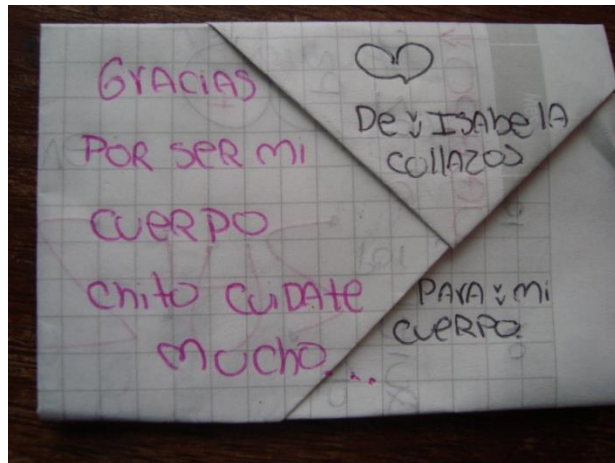 GrACiAS
POR SER mi
CUERPO
Chito CUiDAte
mucho...
De ISAbelA
COllAZOS
PARA mi
CUERPO.